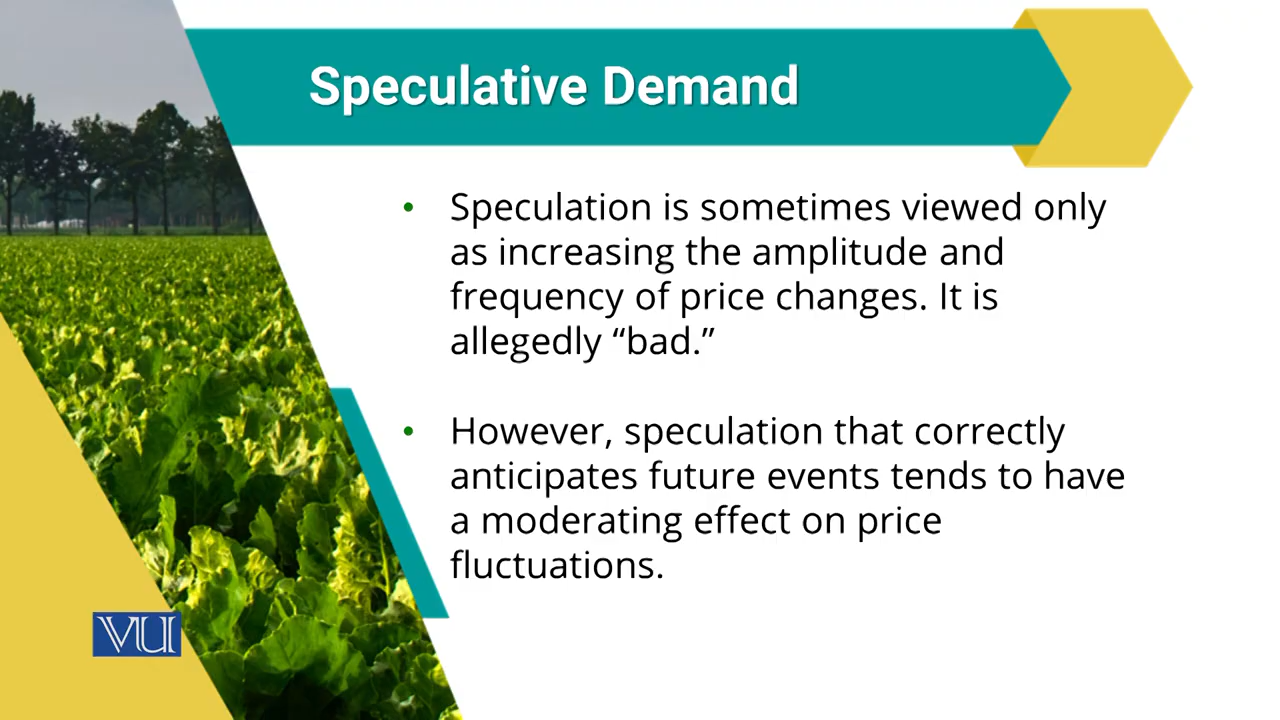 Speculative Demand
• Speculation is sometimes viewed only
as increasing the amplitude and
frequency of price changes. It is
allegedly “bad.”
• However, speculation that correctly
anticipates future events tends to have
a moderating effect on price
fluctuations.
VU